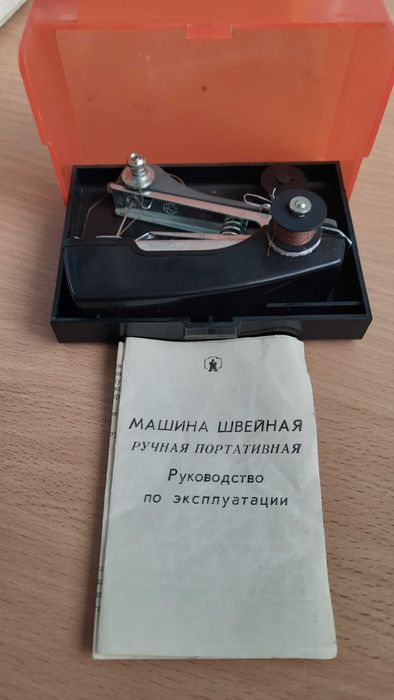 МАШИНА ШВЕЙНАЯ
РУЧНАЯ ПОРТАТИВНАЯ
Руководство
по эксплуатации